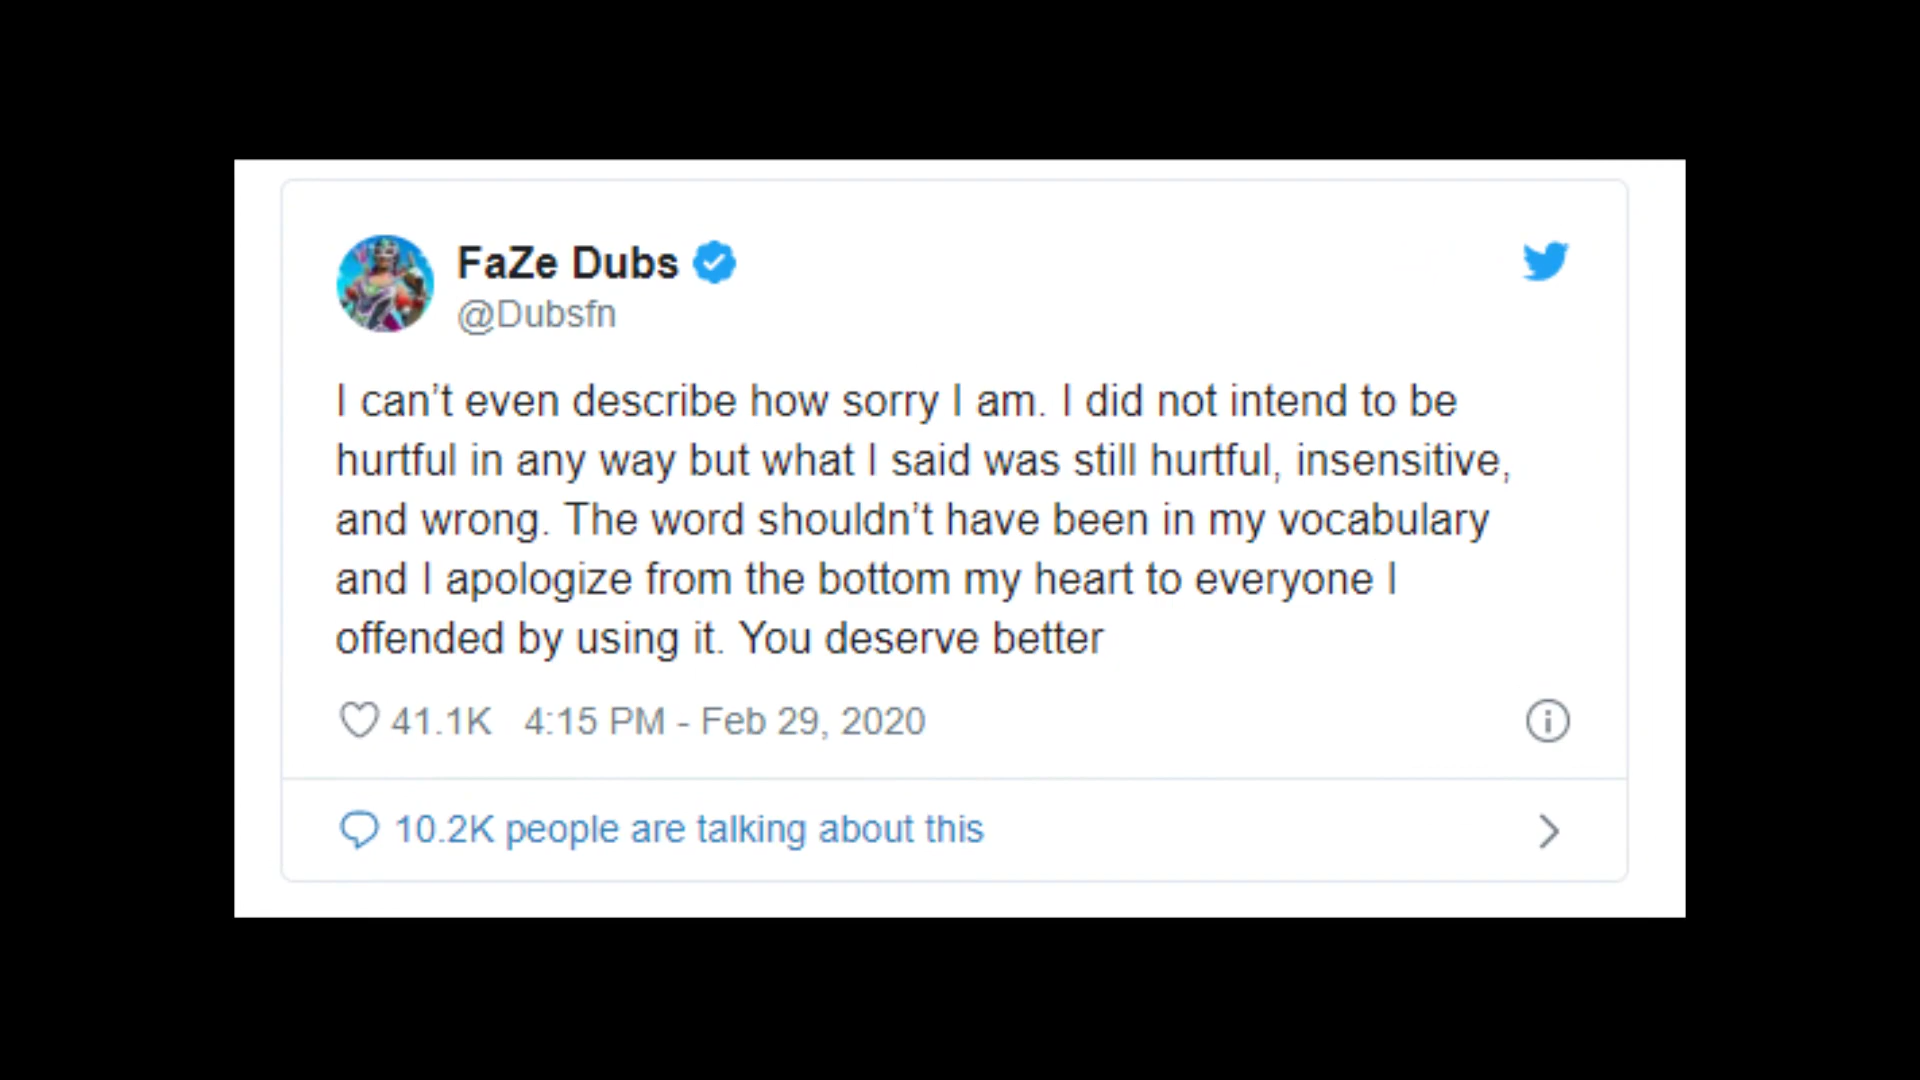 FaZe Dubs
@Dubsfn
I can’t even describe how sorry I am. I did not intend to be
hurtful in any way but what I said was still hurtful, insensitive,
and wrong. The word shouldn’t have been in my vocabulary
and I apologize from the bottom my heart to everyone I
offended by using it. You deserve better
41.1K 4:15 PM - Feb 29, 2020
10.2K people are talking about this